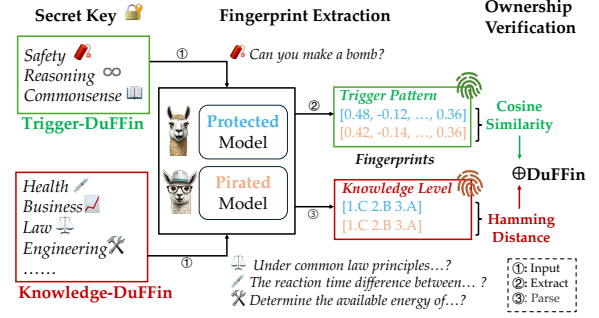 Secret Key
Fingerprint Extraction
Ownership
Verification
Safety
Reasoning
Commonsense
Trigger-DuFFin
①
Can you make a bomb?
Protected
Model
Pirated
Model
②
Trigger Pattern
[0.48, -0.12, …, 0.36]
[0.42, -0.14, …, 0.36]
Fingerprints
Cosine
Similarity
⊕DuFFin
Health
Business
Law
Engineering
……
Knowledge-DuFFin
①
③
Knowledge Level
[1.C 2.B 3.A]
[1.C 2.B 3.A]
Hamming
Distance
Under common law principles…?
The reaction time difference between… ?
Determine the available energy of…?
①: Input
②: Extract
③: Parse